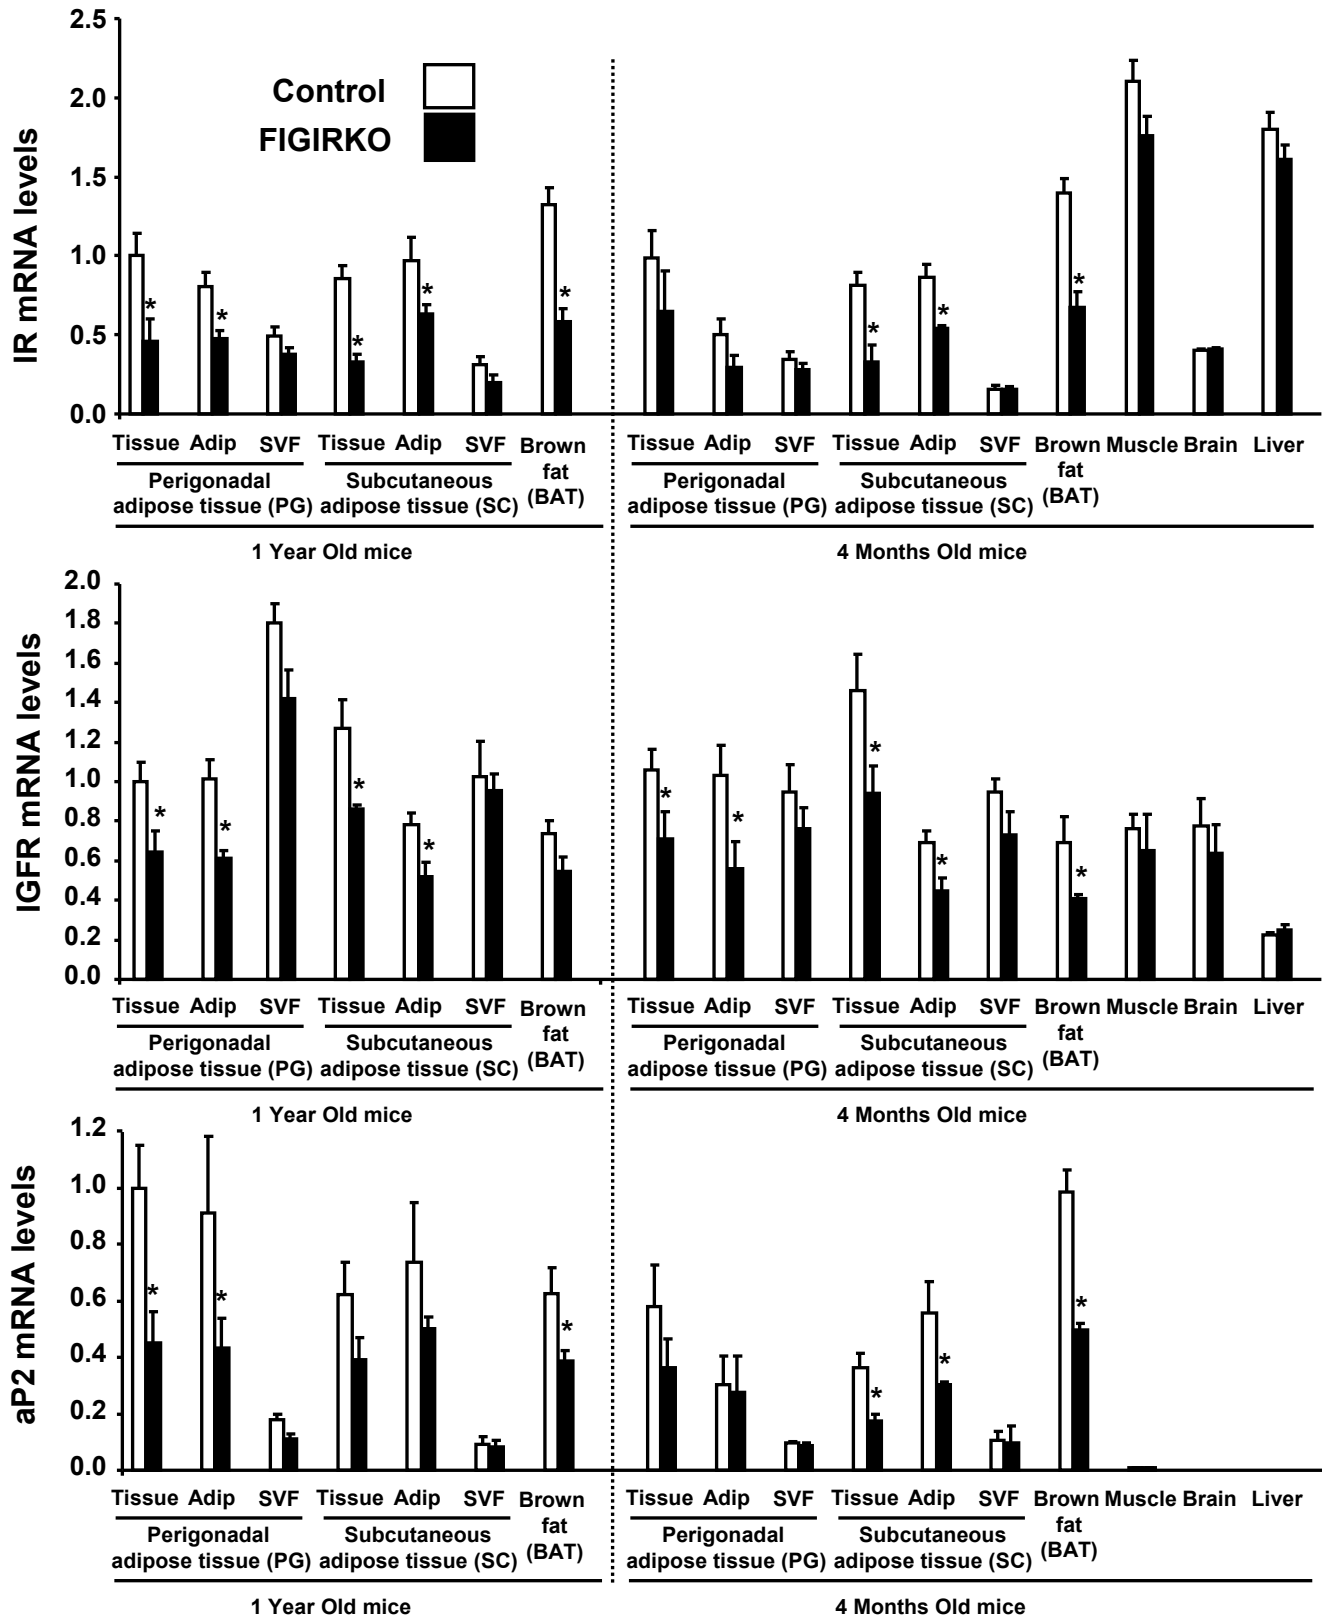 2.5
2.0
1.5
1.0
0.5
0.0
IR mRNA levels
Control
FIGIRKO
* * * * * * * *
Tissue Adip SVF Tissue Adip SVF Brown fat (BAT)
Perigonadal adipose tissue (PG)
Subcutaneous adipose tissue (SC)
1 Year Old mice
Tissue Adip SVF Tissue Adip SVF Brown fat (BAT) Muscle Brain Liver
Perigonadal adipose tissue (PG)
Subcutaneous adipose tissue (SC)
4 Months Old mice
2.0
1.8
1.6
1.4
1.2
1.0
0.8
0.6
0.4
0.2
0.0
IGFR mRNA levels
* * * * * * * * *
Tissue Adip SVF Tissue Adip SVF Brown fat (BAT)
Perigonadal adipose tissue (PG)
Subcutaneous adipose tissue (SC)
1 Year Old mice
Tissue Adip SVF Tissue Adip SVF Brown fat (BAT) Muscle Brain Liver
Perigonadal adipose tissue (PG)
Subcutaneous adipose tissue (SC)
4 Months Old mice
1.2
1.0
0.8
0.6
0.4
0.2
0.0
aP2 mRNA levels
* * * * * *
Tissue Adip SVF Tissue Adip SVF Brown fat (BAT)
Perigonadal adipose tissue (PG)
Subcutaneous adipose tissue (SC)
1 Year Old mice
Tissue Adip SVF Tissue Adip SVF Brown fat (BAT) Muscle Brain Liver
Perigonadal adipose tissue (PG)
Subcutaneous adipose tissue (SC)
4 Months Old mice